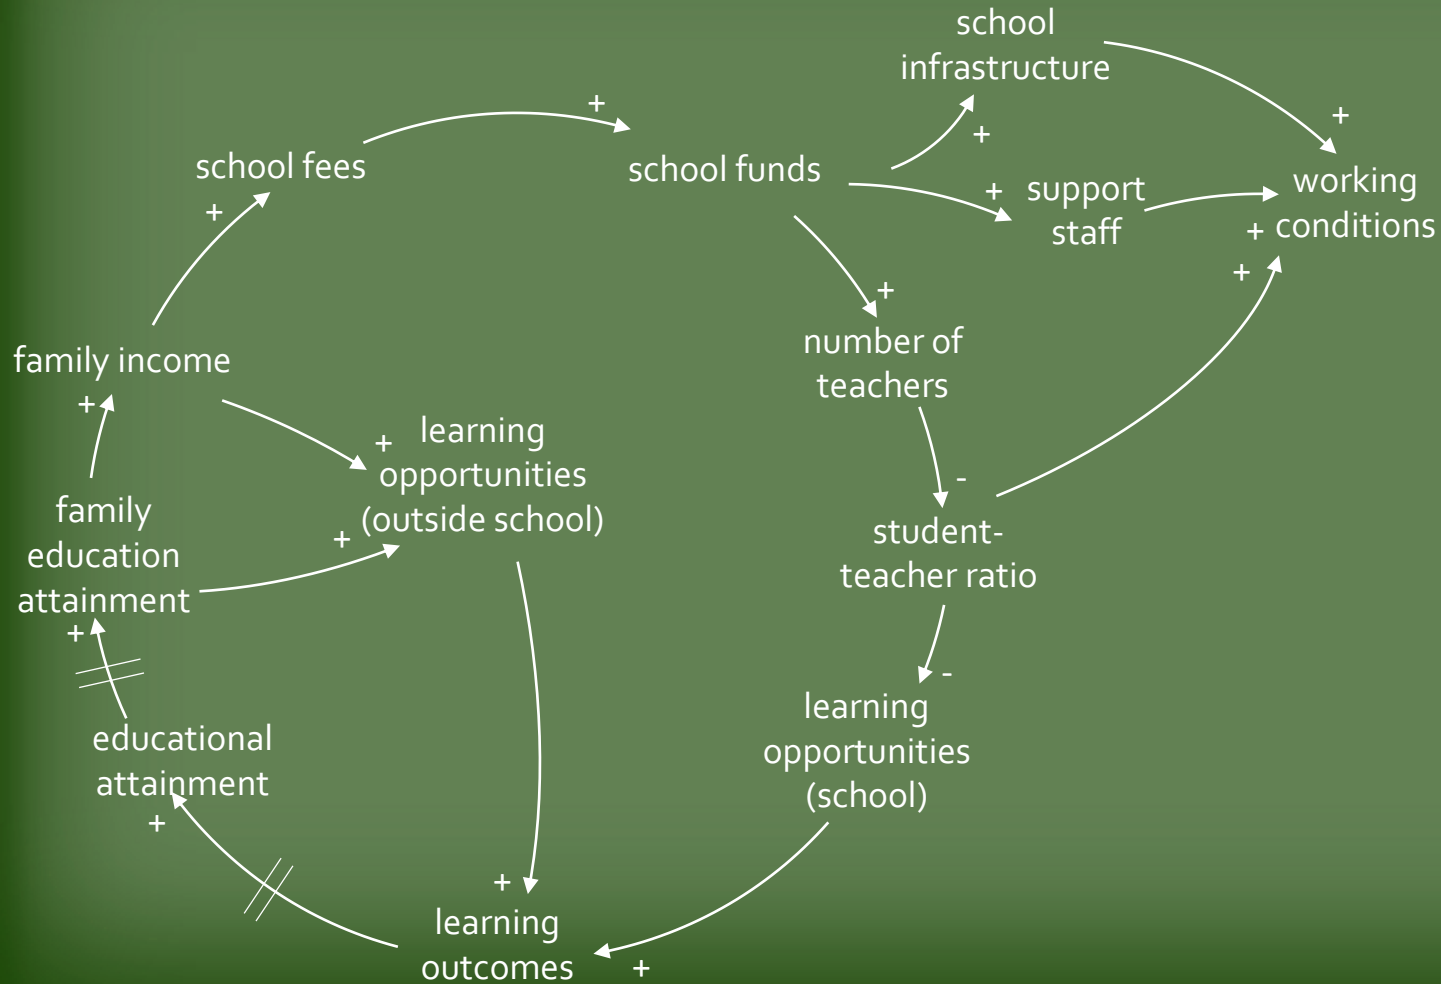 school
infrastructure
+
+
school fees
+
school funds
+
+
support
staff
working
conditions
+
+
+
+
number of
teachers
family income
+
+
learning
opportunities
(outside school)
-
family
education
attainment
+
student-
teacher ratio
+
-
learning
opportunities
(school)
educational
attainment
+
+
learning
outcomes
+